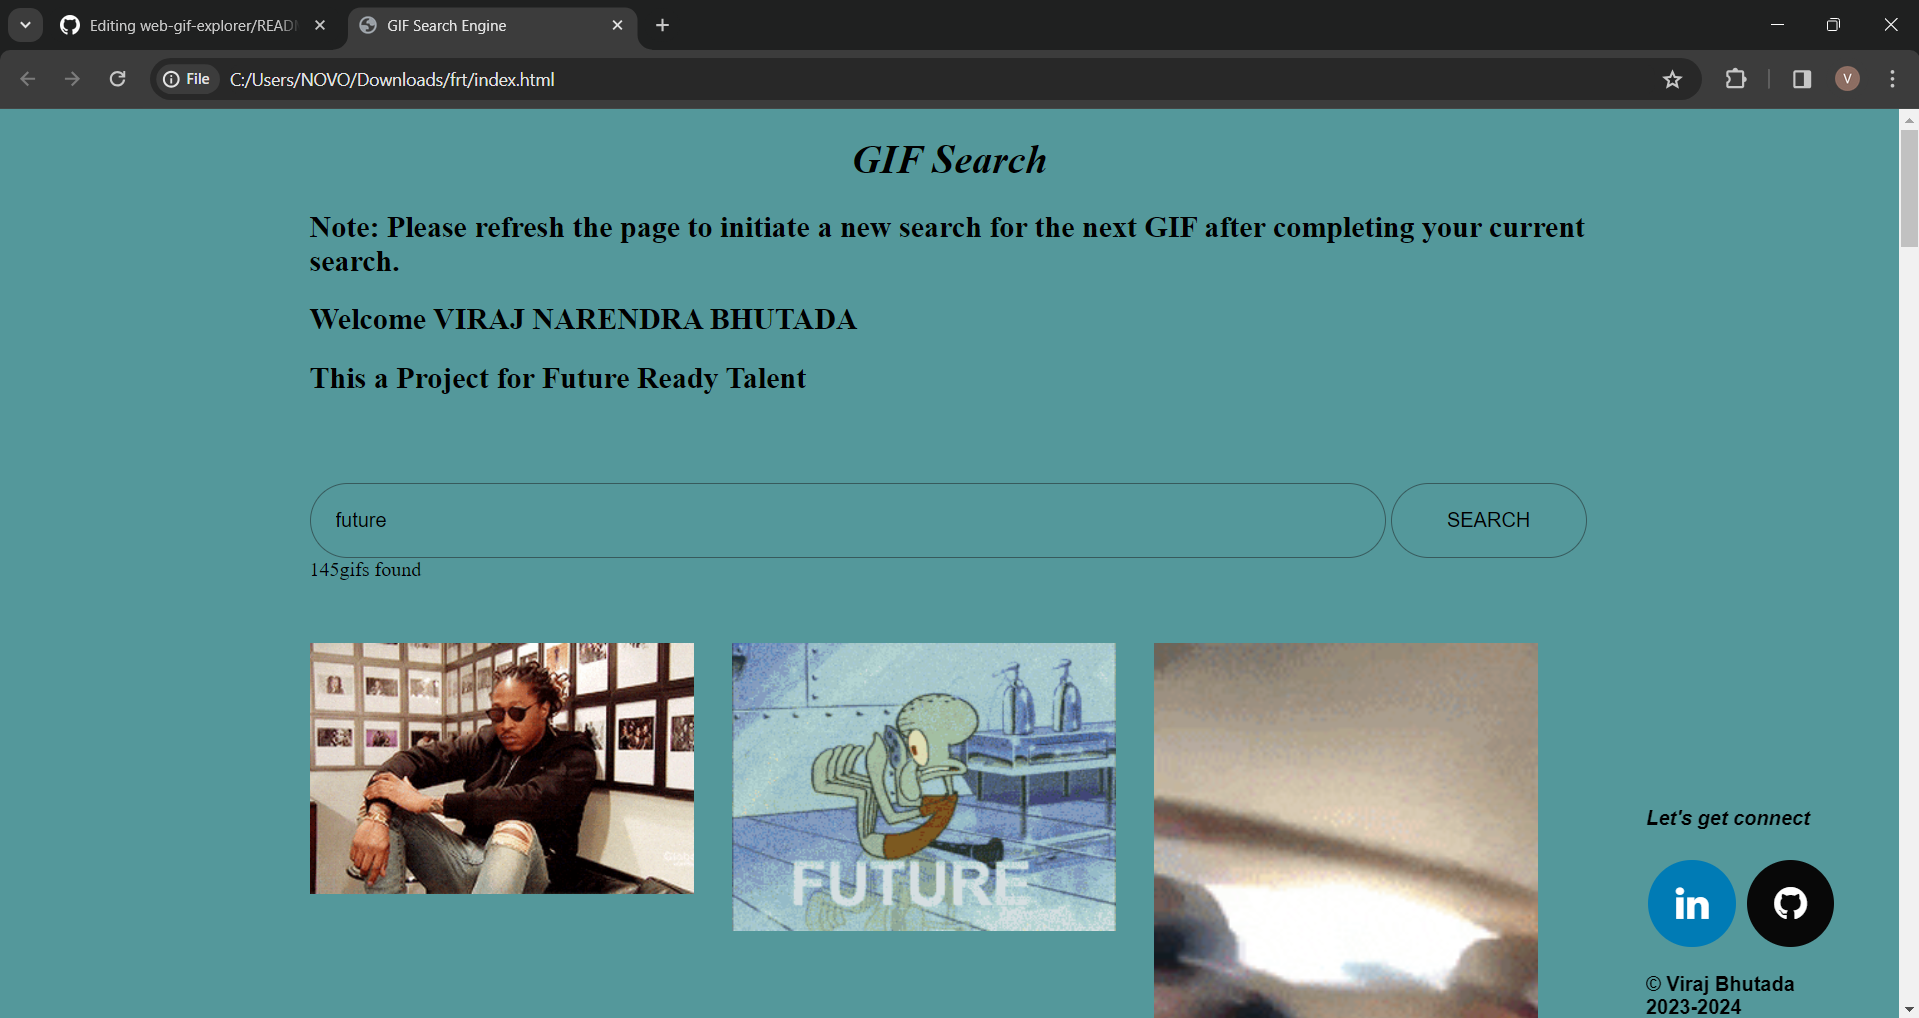 Editing web-gif-explorer/READ
GIF Search Engine
File
C:/Users/NOVO/Downloads/frt/index.html
V
GIF Search
Note: Please refresh the page to initiate a new search for the next GIF after completing your current
search.
Welcome VIRAJ NARENDRA BHUTADA
This a Project for Future Ready Talent
future
SEARCH
145gifs found
FUTURE
Let's get connect
in
© Viraj Bhutada
2023-2024